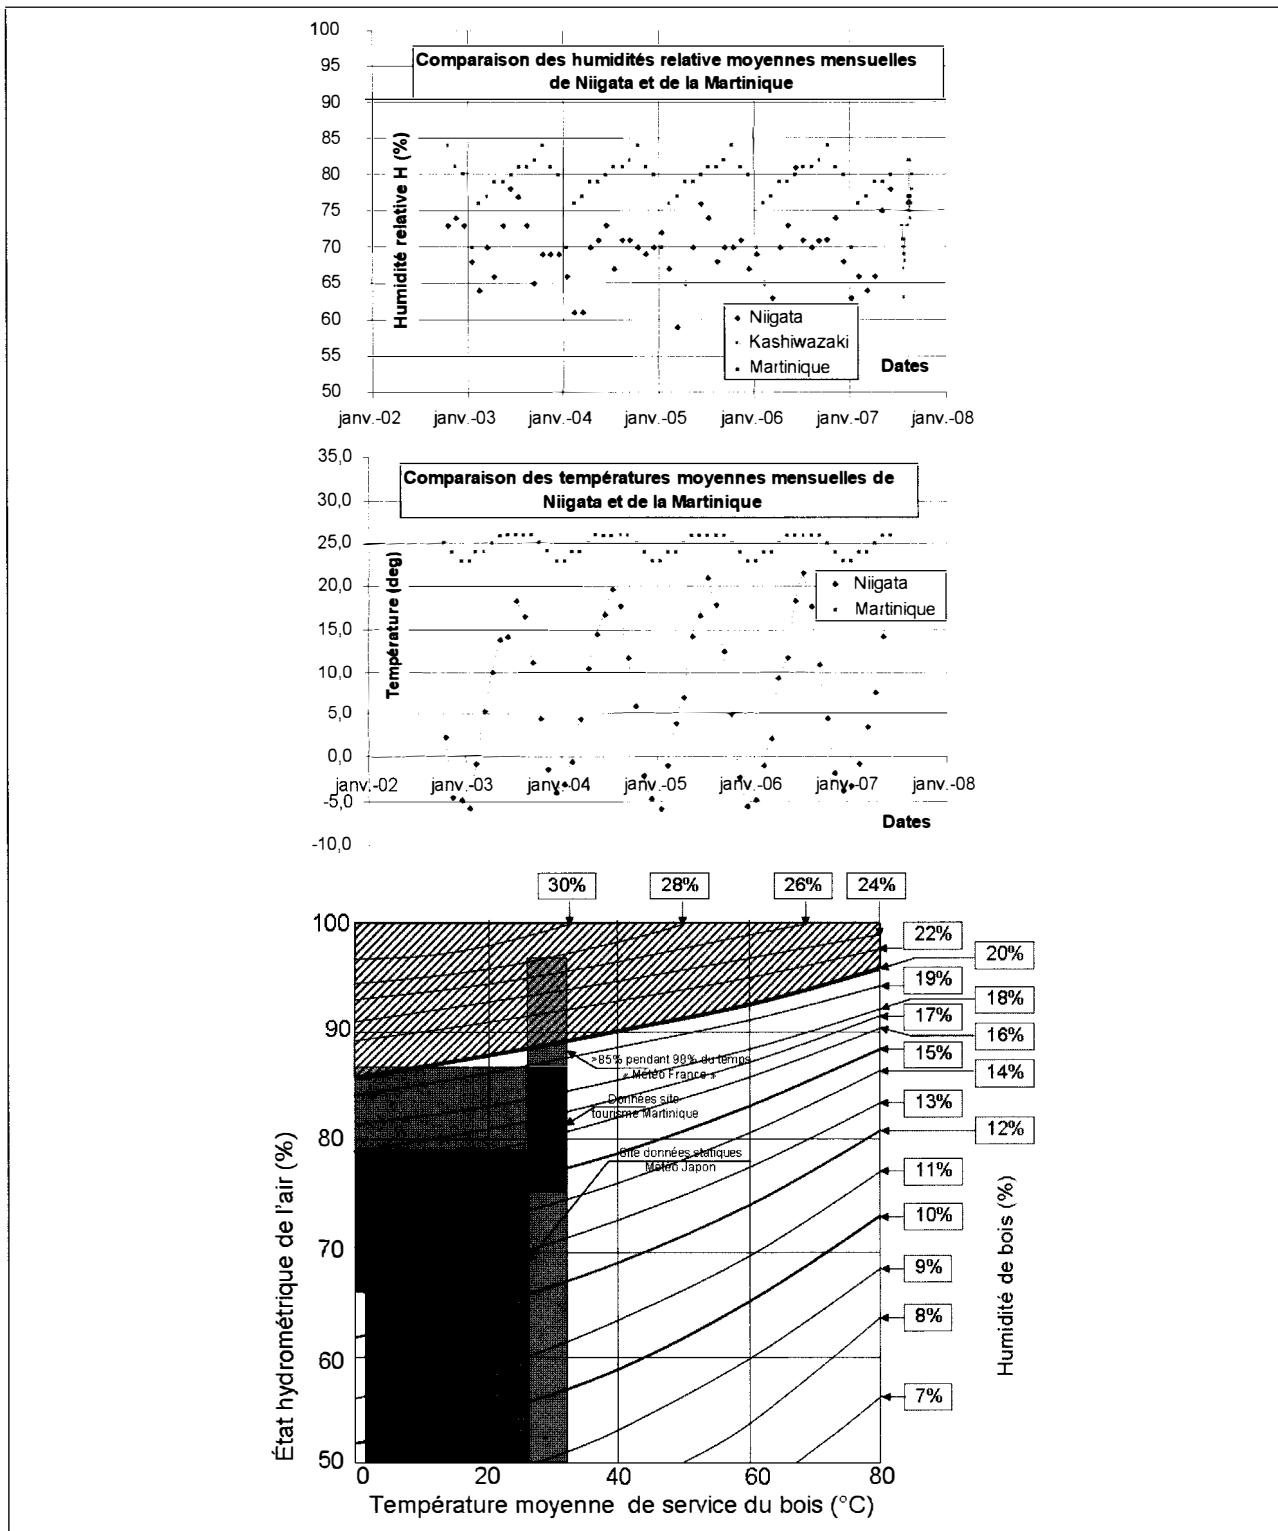 100
Comparaison des humidités relative moyennes mensuelles
de Niigata et de la Martinique
95
90
85
80
75
70
65
60
55
50
Humidité relative H (%)
Niigata
Kashiwazaki
Martinique
Dates
janv.-02 janv.-03 janv.-04 janv.-05 janv.-06 janv.-07 janv.-08
35,0
Comparaison des températures moyennes mensuelles de
Niigata et de la Martinique
30,0
25,0
20,0
15,0
10,0
5,0
0,0
-5,0
-10,0
Température (deg)
Niigata
Martinique
janv.-02 janv.-03 janv.-04 janv.-05 janv.-06 janv.-07 janv.-08
Dates
30% 28% 26% 24%
100
90
80
70
60
50
État hydrométrique de l'air (%)
22%
20%
19%
18%
17%
16%
15%
14%
13%
12%
11%
10%
9%
8%
7%
Humidité de bois (%)
>85% pendant 98% du temps
« Météo France »
Données site
tourisme Martinique
Site données statiques
Météo Japon
0 20 40 60 80
Température moyenne de service du bois (°C)